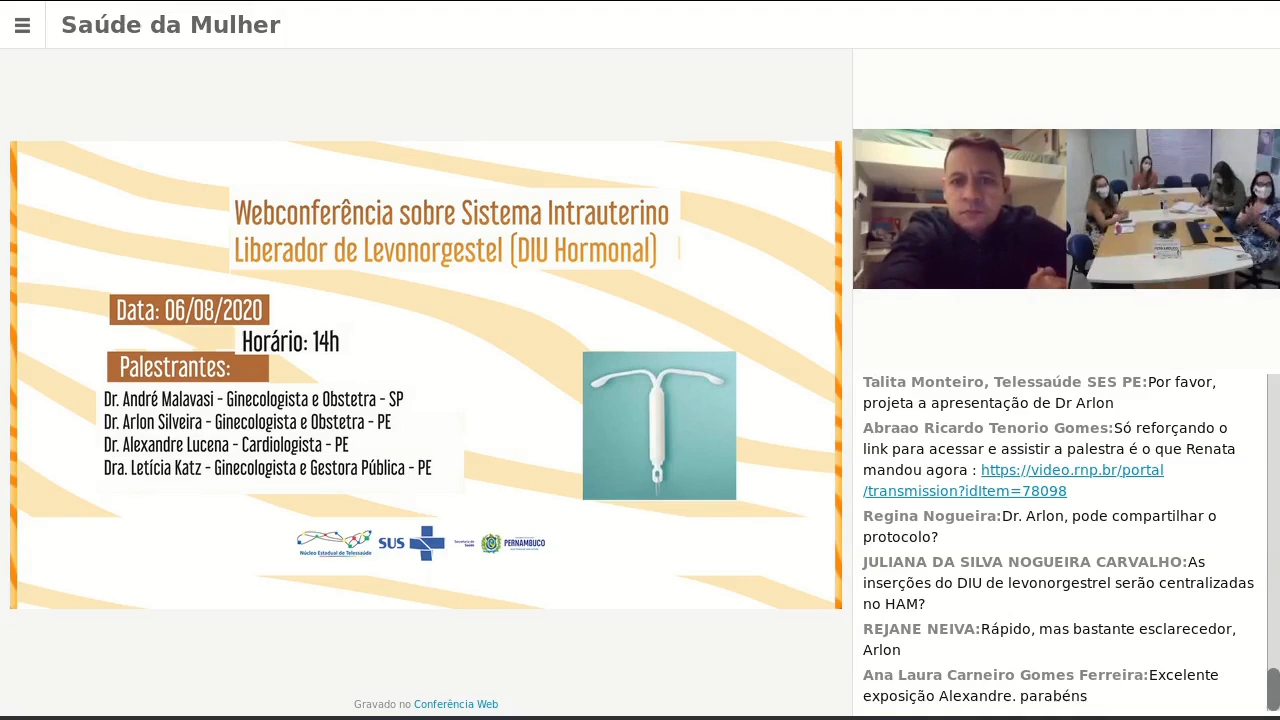 Saúde da Mulher
Webconferência sobre Sistema Intrauterino
Liberador de Levonorgestel (DIU Hormonal)
Data: 06/08/2020
Horário: 14h
Palestrantes:
Dr. André Malavasi - Ginecologista e Obstetra - SP
Dr. Arlon Silveira - Ginecologista e Obstetra - PE
Dr. Alexandre Lucena - Cardiologista - PE
Dra. Letícia Katz - Ginecologista e Gestora Pública - PE
Núcleo Estadual de Telessaúde
SUS
PERNAMBUCO
Gravado no Conferência Web
Talita Monteiro, Telessaúde SES PE:Por favor,
projeta a apresentação de Dr Arlon
Abraao Ricardo Tenorio Gomes:Só reforçando o
link para acessar e assistir a palestra é o que Renata
mandou agora : https://video.rnp.br/portal
/transmission?idItem=78098
Regina Nogueira:Dr. Arlon, pode compartilhar o
protocolo?
JULIANA DA SILVA NOGUEIRA CARVALHO:As
inserções do DIU de levonorgestrel serão centralizadas
no HAM?
REJANE NEIVA:Rápido, mas bastante esclarecedor,
Arlon
Ana Laura Carneiro Gomes Ferreira:Excelente
exposição Alexandre. parabéns